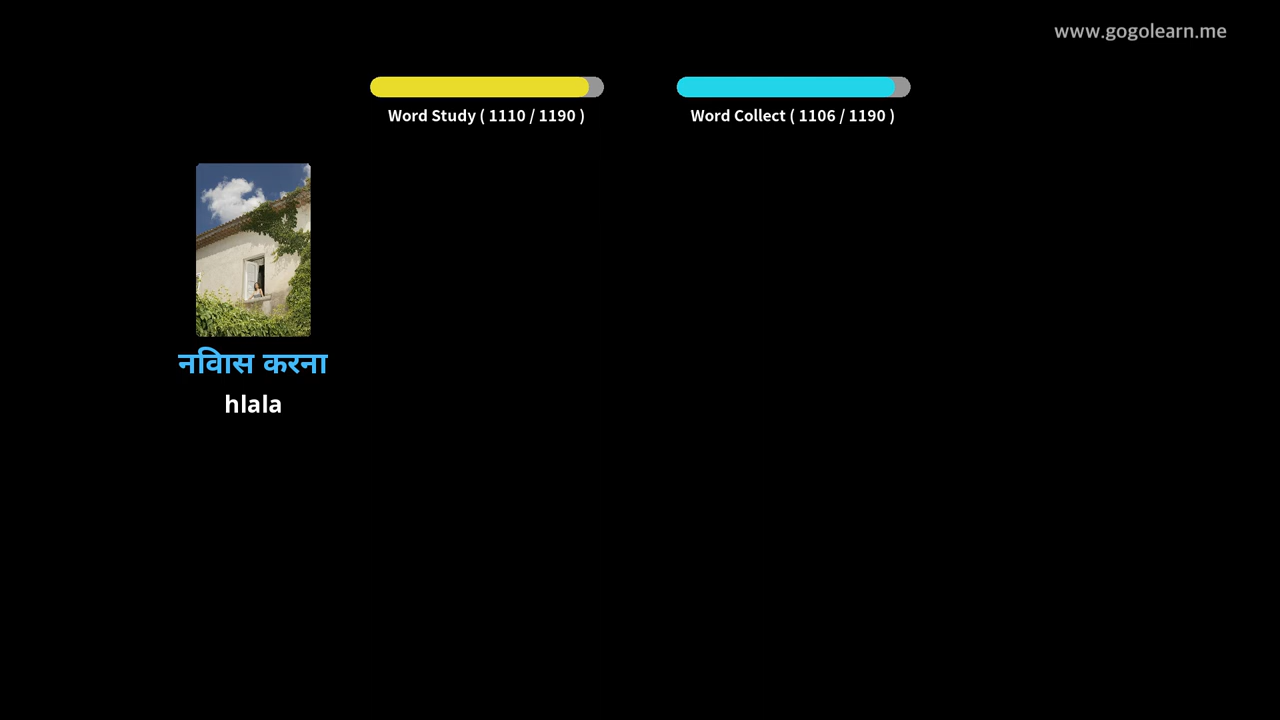 www.gogolearn.me
Word Study ( 1110 / 1190 )
Word Collect ( 1106 / 1190 )
निवास करना
hlala